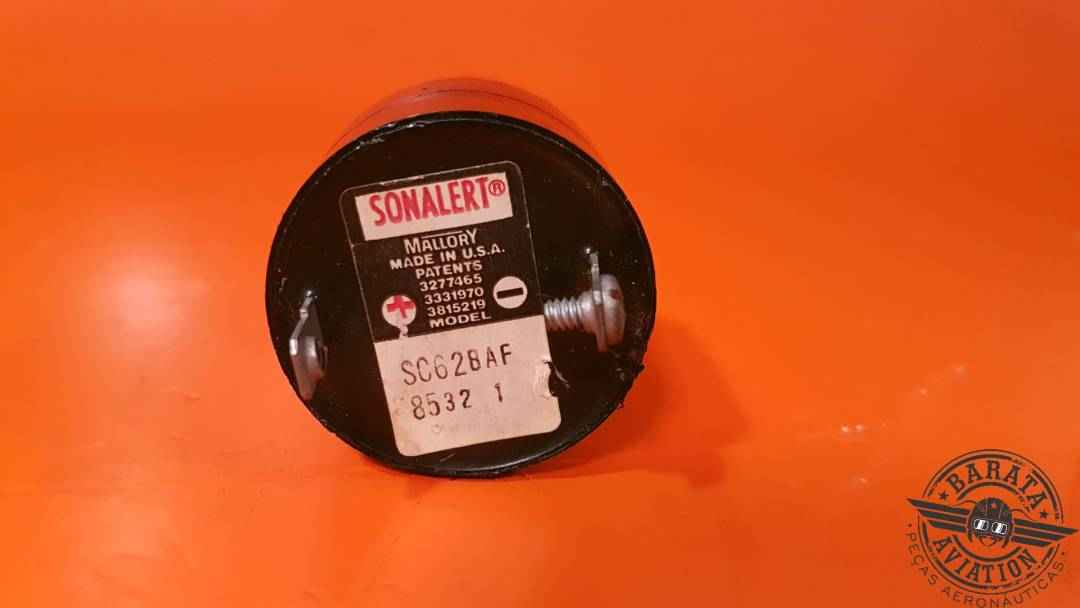 SONALERT®
MALLORY
MADE IN U.S.A.
PATENTS
3277465
3331970
3815219
MODEL
SC628AF
8532 1
BARATA
AVIATION
•PEÇAS AERONÁUTICAS•